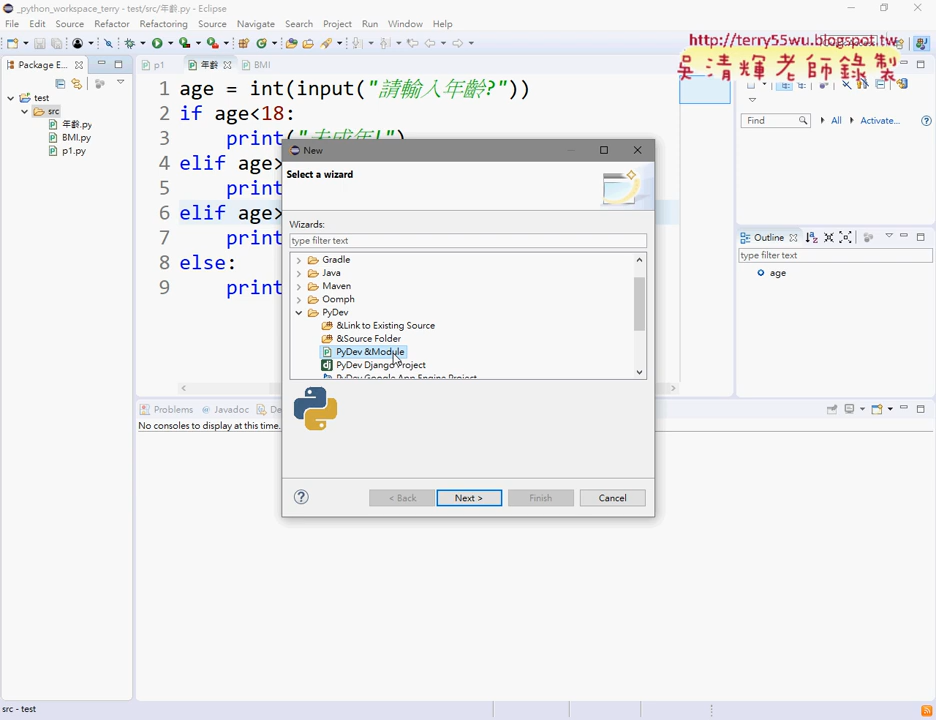 _python_workspace_terry - test/src/年齡.py - Eclipse
File Edit Source Refactor Refactoring Source Navigate Search Project Run Window Help
http://terry55wu.blogspot.tw
吳清輝老師錄製
Package E...
p1
年齡
BMI
test
src
年齡.py
BMI.py
p1.py
1 age = int(input("請輸入年齡?"))
2 if age<18:
3 print("未成年!")
4 elif age>
5 print
6 elif age>
7 print
8 else:
9 print
New
Select a wizard
Wizards:
type filter text
Gradle
Java
Maven
Oomph
PyDev
&Link to Existing Source
&Source Folder
PyDev &Module
PyDev Django Project
PyDev Google App Engine Project
< Back
Next >
Finish
Cancel
Find
All
Activate...
Outline
type filter text
age
Problems
Javadoc
De
No consoles to display at this time.
src - test